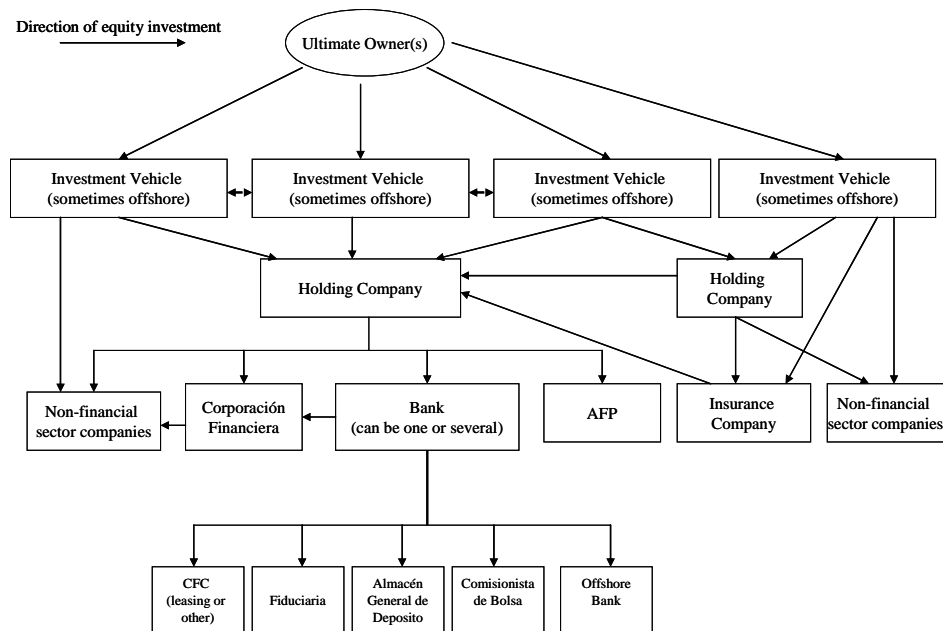 Direction of equity investment
Ultimate Owner(s)
Investment Vehicle
(sometimes offshore)
Investment Vehicle
(sometimes offshore)
Investment Vehicle
(sometimes offshore)
Investment Vehicle
(sometimes offshore)
Holding Company
Holding
Company
Non-financial
sector companies
Corporación
Financiera
Bank
(can be one or several)
AFP
Insurance
Company
Non-financial
sector companies
CFC
(leasing or
other)
Fiduciaria
Almacén
General de
Deposito
Comisionista
de Bolsa
Offshore
Bank